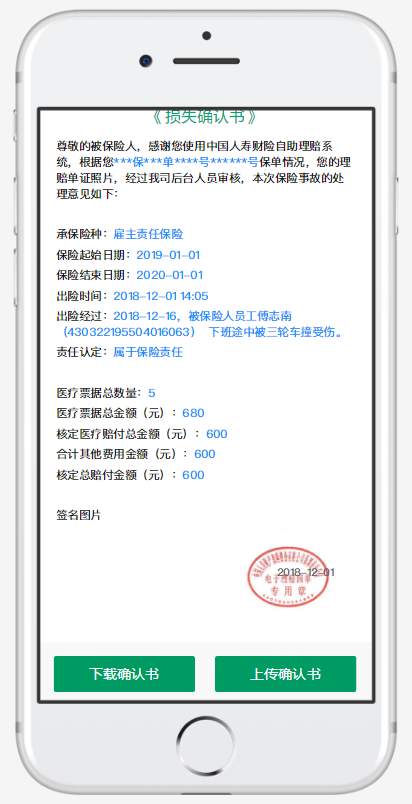 《损失确认书》
尊敬的被保险人，感谢您使用中国人寿财险自助理赔系
统，根据您***保***单****号******号保单情况，您的理
赔单证照片，经过我司后台人员审核，本次保险事故的处
理意见如下：
承保险种：雇主责任保险
保险起始日期：2019-01-01
保险结束日期：2020-01-01
出险时间：2018-12-01 14:05
出险经过：2018-12-16，被保险人员工傅志南
（430322195504016063） 下班途中被三轮车撞受伤。
责任认定：属于保险责任
医疗票据总数量：5
医疗票据总金额（元）：680
核定医疗赔付总金额（元）：600
合计其他费用金额（元）：600
核定总赔付金额（元）：600
签名图片
2018-12-01
电子理赔回单
专用章
下载确认书
上传确认书